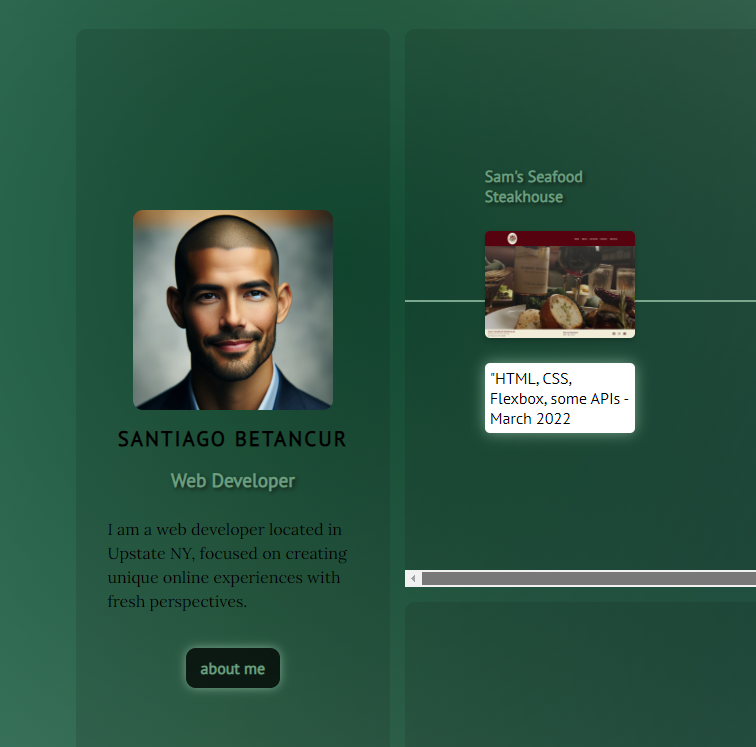 SANTIAGO BETANCUR
Web Developer
I am a web developer located in
Upstate NY, focused on creating
unique online experiences with
fresh perspectives.
about me
Sam's Seafood
Steakhouse
"HTML, CSS,
Flexbox, some APIs -
March 2022